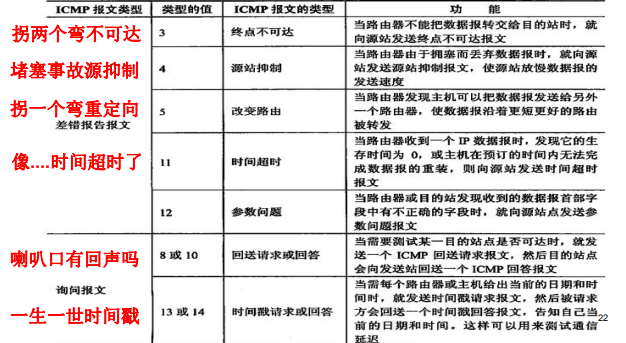 ICMP 报文类型 类型的值 ICMP 报文的类型 功 能
拐两个弯不可达 3 终点不可达 当路由器不能把数据报转交给目的站时，就
向源站发送终点不可达报文
堵塞事故源抑制 4 源站抑制 当路由器由于拥塞而丢弃数据报时，就向源
站发送源站抑制报文，使源站放慢数据报的
发送速度
拐一个弯重定向 5 改变路由 当路由器发现主机可以把数据报发送给另外
一个路由器，使数据报沿着更短更好的路由
被转发
差错报告报文
像....时间超时了 11 时间超时 当路由器收到一个 IP 数据报时，发现它的生
存时间为 0，或主机在预订的时间内无法完
成数据报的重装，则向源站发送时间超时
报文
12 参数问题 当路由器或目的站发现收到的数据报首部字
段中有不正确的字段时，就向源站点发送参
数问题报文
喇叭口有回声吗 8 或 10 回送请求或回答 当需要测试某一目的站点是否可达时，就发
送一个 ICMP 回送请求报文，然后目的站点
会向发送站回送一个 ICMP 回答报文
询问报文
一生一世时间戳 13 或 14 时间戳请求或回答 当需每个路由器或主机给出当前的日期和时
间时，就发送时间戳请求报文，然后被请求
方会回送一个时间戳回答报文，告知自己当
前的日期和时间。这样可以用来测试通信
延迟
22